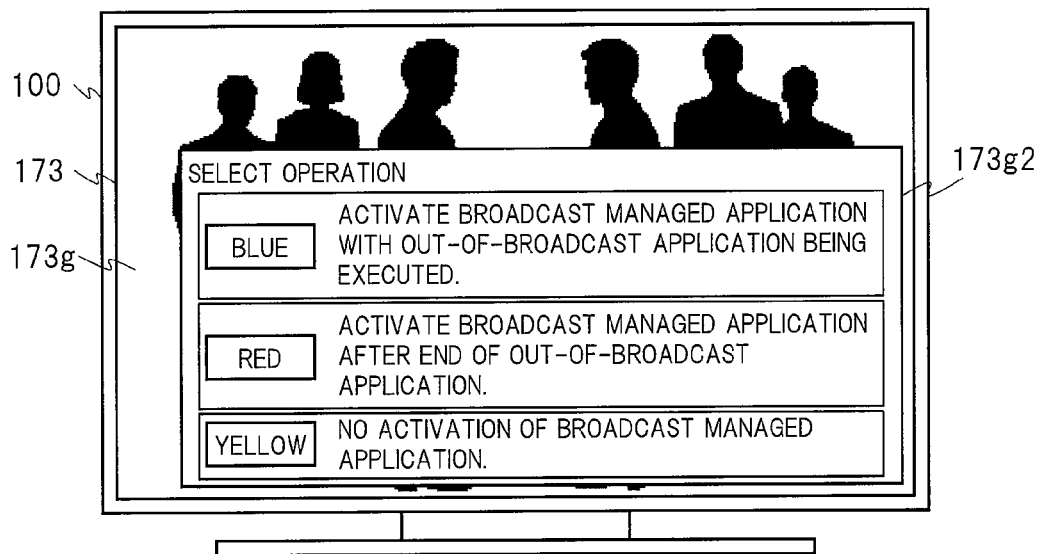 100
173
173g
173g2
SELECT OPERATION
BLUE
ACTIVATE BROADCAST MANAGED APPLICATION
WITH OUT-OF-BROADCAST APPLICATION BEING
EXECUTED.
RED
ACTIVATE BROADCAST MANAGED APPLICATION
AFTER END OF OUT-OF-BROADCAST
APPLICATION.
YELLOW
NO ACTIVATION OF BROADCAST MANAGED
APPLICATION.